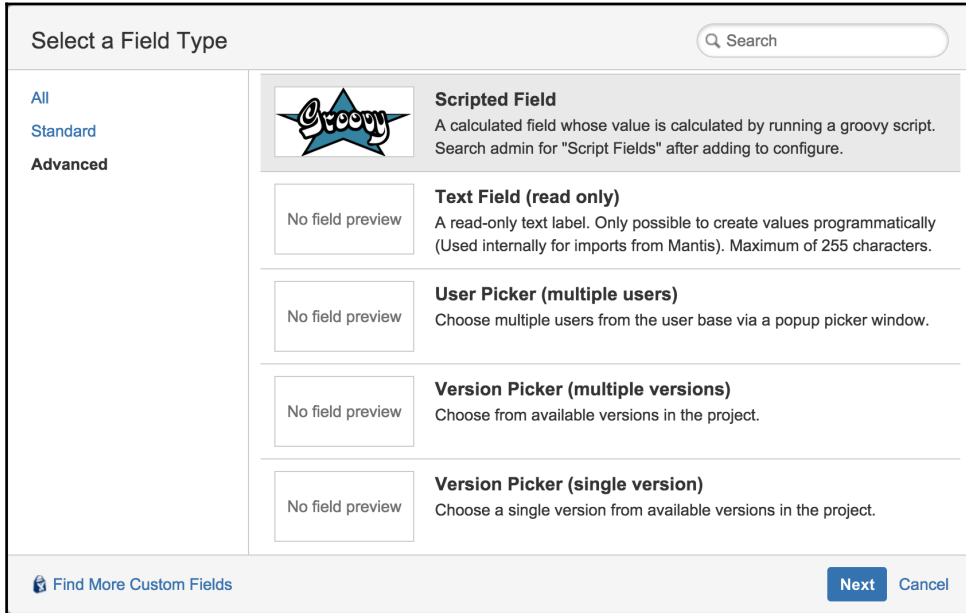 Select a Field Type
Search
All
Standard
Advanced
Groovy
Scripted Field
A calculated field whose value is calculated by running a groovy script.
Search admin for "Script Fields" after adding to configure.
No field preview
Text Field (read only)
A read-only text label. Only possible to create values programmatically
(Used internally for imports from Mantis). Maximum of 255 characters.
No field preview
User Picker (multiple users)
Choose multiple users from the user base via a popup picker window.
No field preview
Version Picker (multiple versions)
Choose from available versions in the project.
No field preview
Version Picker (single version)
Choose a single version from available versions in the project.
Find More Custom Fields
Next
Cancel